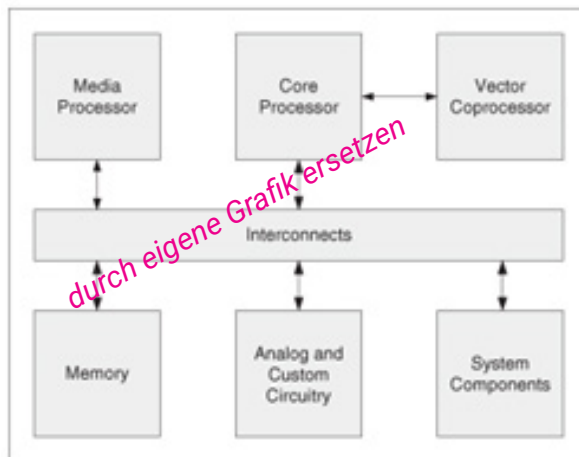 Media
Processor
Core
Processor
Vector
Coprocessor
durch eigene Grafik ersetzen
Interconnects
Memory
Analog and
Custom
Circuitry
System
Components